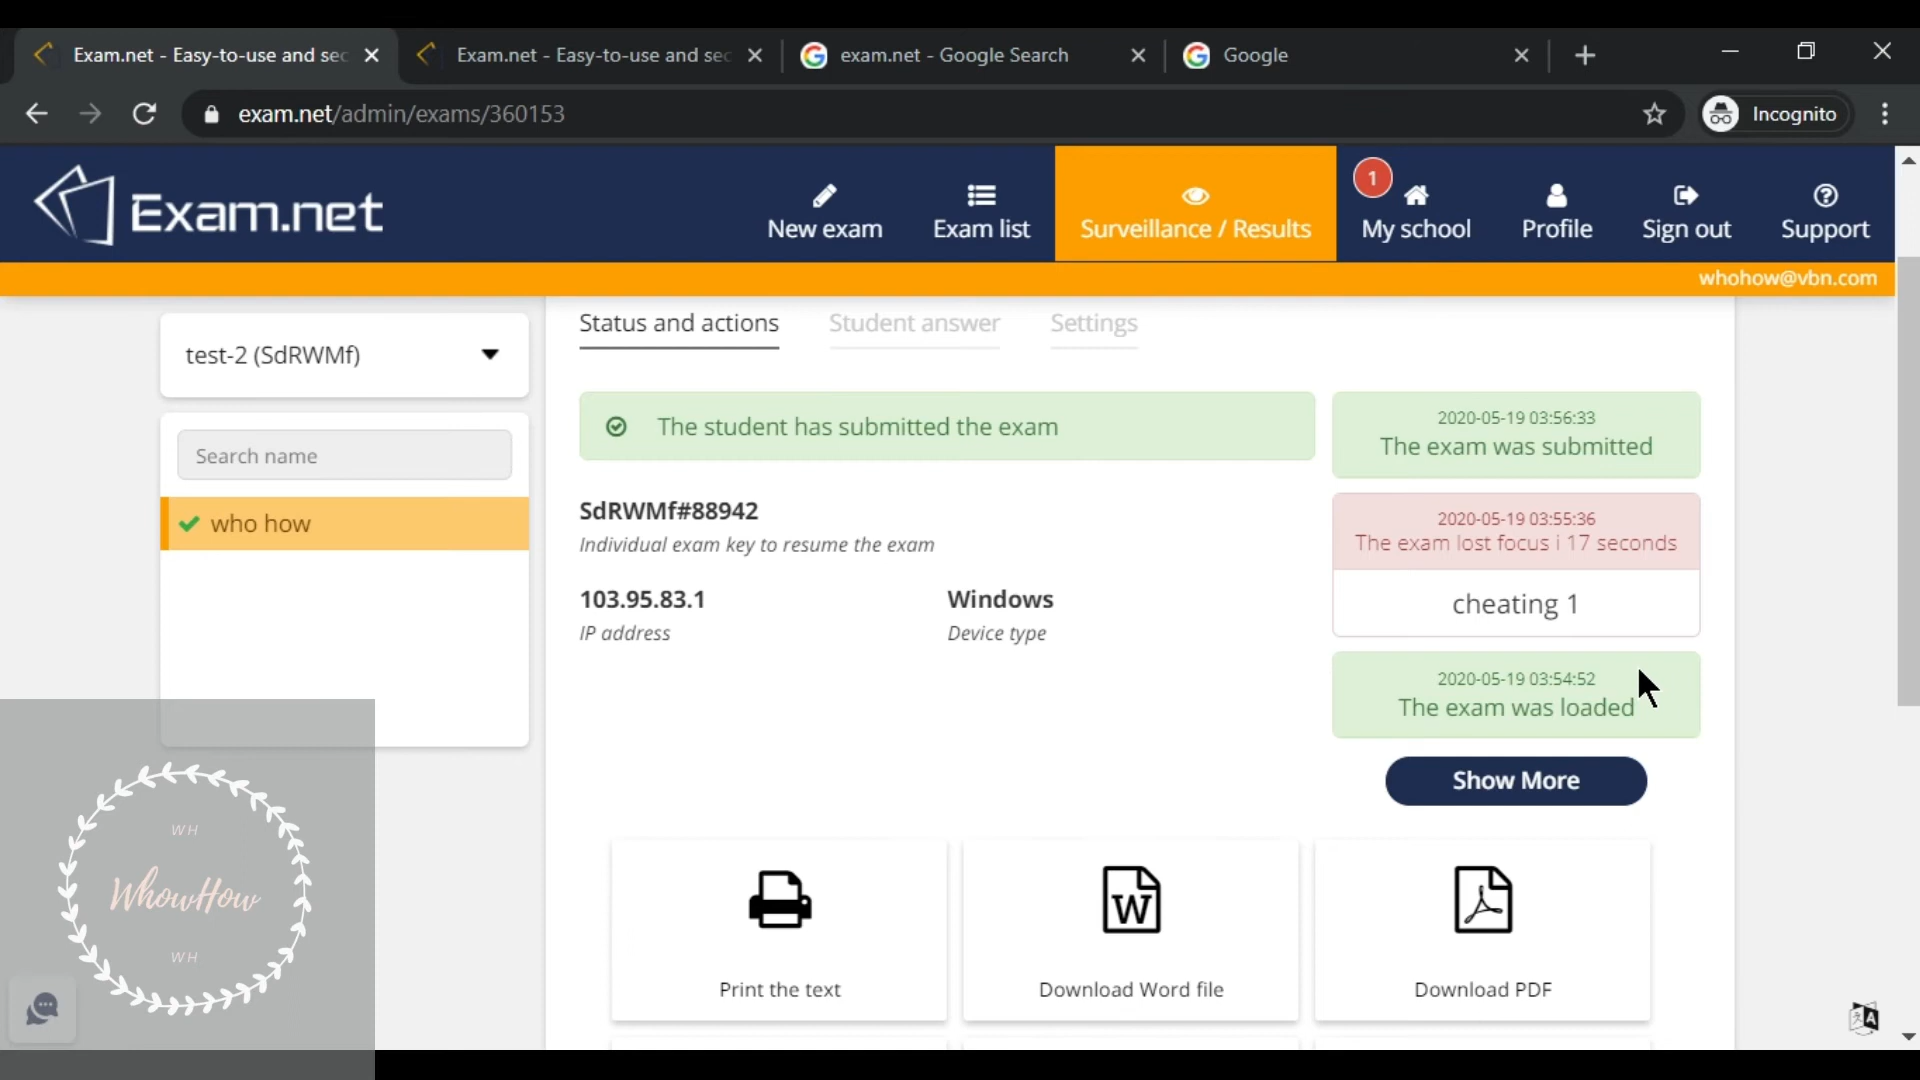 Exam.net - Easy-to-use and sec
Exam.net - Easy-to-use and sec
exam.net - Google Search
Google
exam.net/admin/exams/360153
Incognito
Exam.net
New exam
Exam list
Surveillance / Results
1
My school
Profile
Sign out
Support
whohow@vbn.com
test-2 (SdRWMf)
Search name
who how
Status and actions
Student answer
Settings
The student has submitted the exam
SdRWMf#88942
Individual exam key to resume the exam
103.95.83.1
IP address
Windows
Device type
2020-05-19 03:56:33
The exam was submitted
2020-05-19 03:55:36
The exam lost focus i 17 seconds
cheating 1
2020-05-19 03:54:52
The exam was loaded
Show More
W
Print the text
Download Word file
Download PDF
WH
WhowHow
WH
A